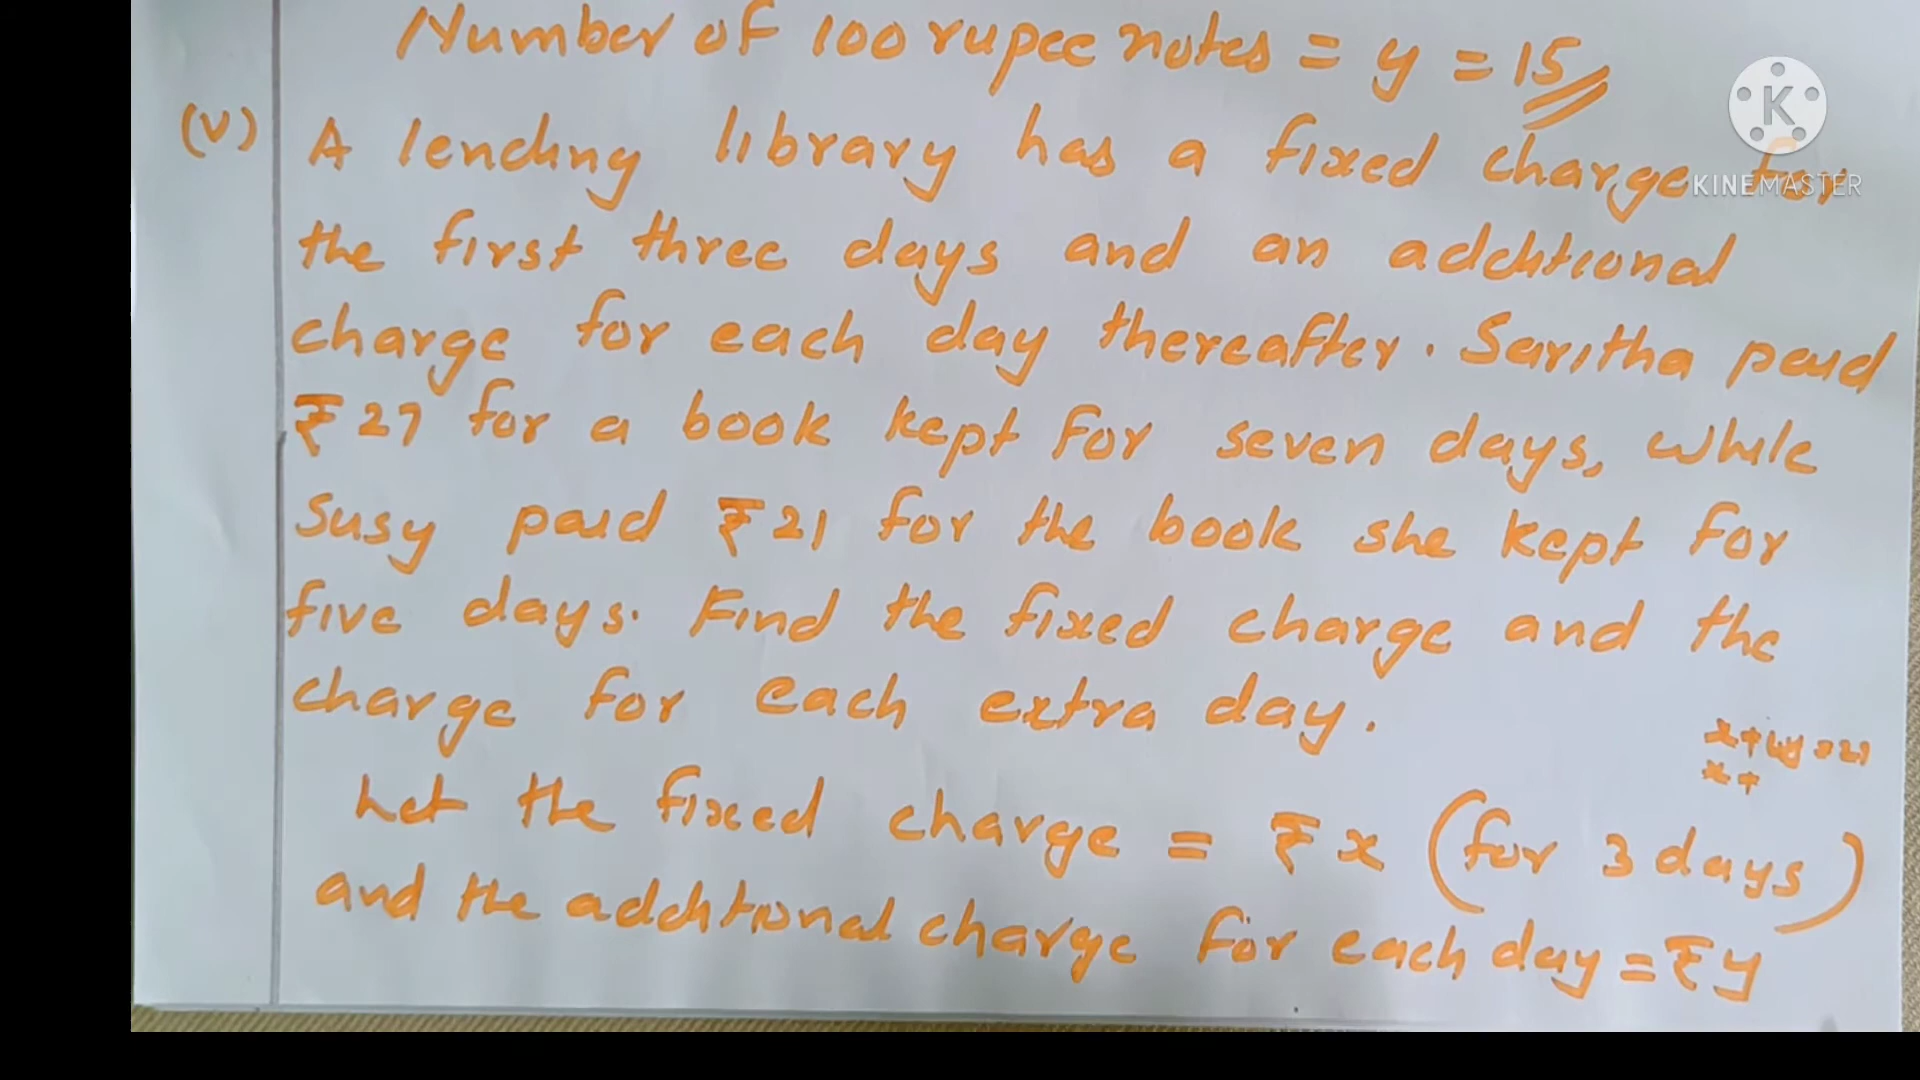 Number of 100 rupee notes = y = 15
K
KINEMASTER
(v) A lending library has a fixed charge for
the first three days and an additional
charge for each day thereafter. Saritha paid
₹27 for a book kept for seven days, while
Susy paid ₹21 for the book she kept for
five days. Find the fixed charge and the
charge for each extra day.
x+4y=27
x+
Let the fixed charge = ₹x (for 3 days)
and the additional charge for each day = ₹y